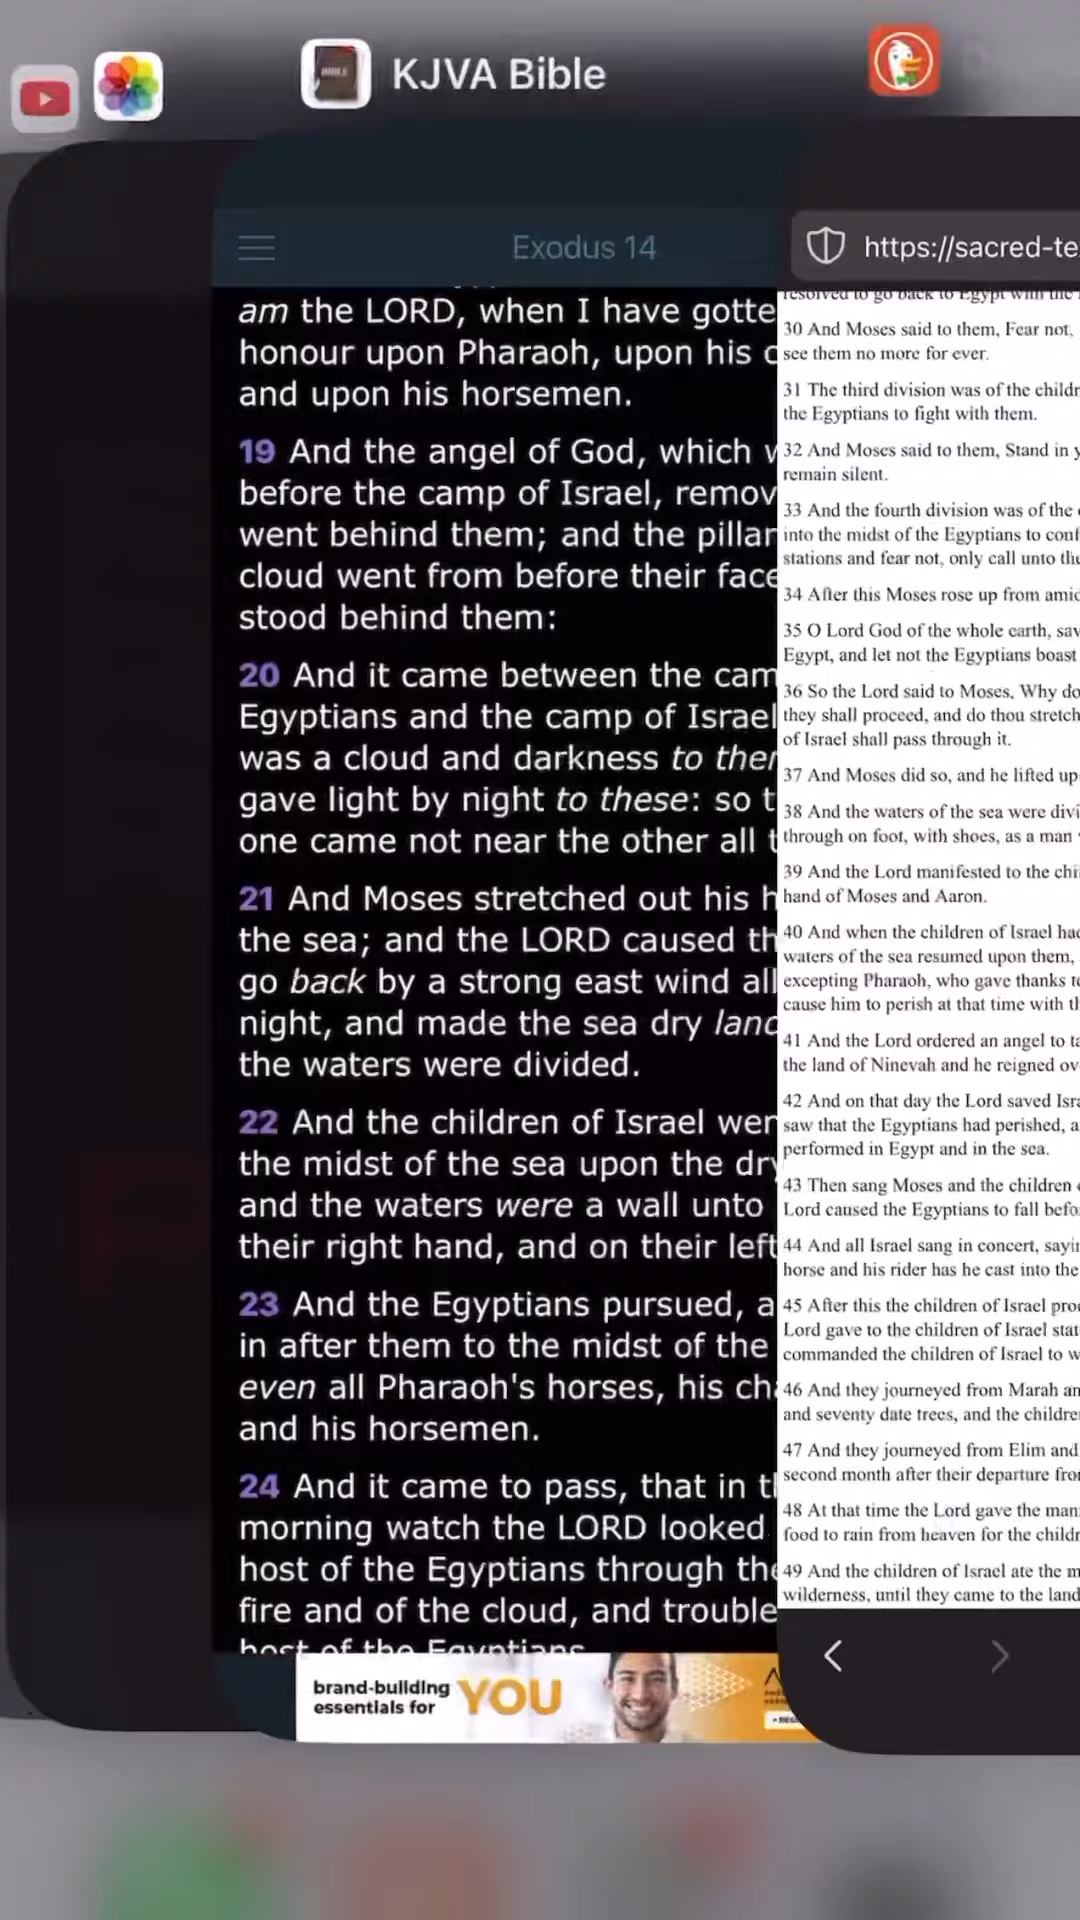 KJVA Bible
Exodus 14
am the LORD, when I have gotte
honour upon Pharaoh, upon his
and upon his horsemen.
19 And the angel of God, which
before the camp of Israel, remov
went behind them; and the pillar
cloud went from before their face
stood behind them:
20 And it came between the cam
Egyptians and the camp of Israel
was a cloud and darkness to the
gave light by night to these: so t
one came not near the other all t
21 And Moses stretched out his h
the sea; and the LORD caused th
go back by a strong east wind all
night, and made the sea dry land
the waters were divided.
22 And the children of Israel wer
the midst of the sea upon the dry
and the waters were a wall unto
their right hand, and on their left
23 And the Egyptians pursued, a
in after them to the midst of the
even all Pharaoh's horses, his cha
and his horsemen.
24 And it came to pass, that in th
morning watch the LORD looked
host of the Egyptians through the
fire and of the cloud, and trouble
host of the Egyptians
brand-building
essentials for YOU
https://sacred-te
resolved to go back to Egypt with the
30 And Moses said to them, Fear not,
see them no more for ever.
31 The third division was of the childr
the Egyptians to fight with them.
32 And Moses said to them, Stand in y
remain silent.
33 And the fourth division was of the
into the midst of the Egyptians to conf
stations and fear not, only call unto the
34 After this Moses rose up from amid
35 O Lord God of the whole earth, sav
Egypt, and let not the Egyptians boast
36 So the Lord said to Moses, Why do
they shall proceed, and do thou stretch
of Israel shall pass through it.
37 And Moses did so, and he lifted up
38 And the waters of the sea were divi
through on foot, with shoes, as a man
39 And the Lord manifested to the chi
hand of Moses and Aaron.
40 And when the children of Israel had
waters of the sea resumed upon them,
excepting Pharaoh, who gave thanks to
cause him to perish at that time with th
41 And the Lord ordered an angel to ta
the land of Ninevah and he reigned ov
42 And on that day the Lord saved Isra
saw that the Egyptians had perished, a
performed in Egypt and in the sea.
43 Then sang Moses and the children
Lord caused the Egyptians to fall befo
44 And all Israel sang in concert, sayin
horse and his rider has he cast into the
45 After this the children of Israel proc
Lord gave to the children of Israel stat
commanded the children of Israel to w
46 And they journeyed from Marah an
and seventy date trees, and the childre
47 And they journeyed from Elim and
second month after their departure fro
48 At that time the Lord gave the man
food to rain from heaven for the childr
49 And the children of Israel ate the m
wilderness, until they came to the land